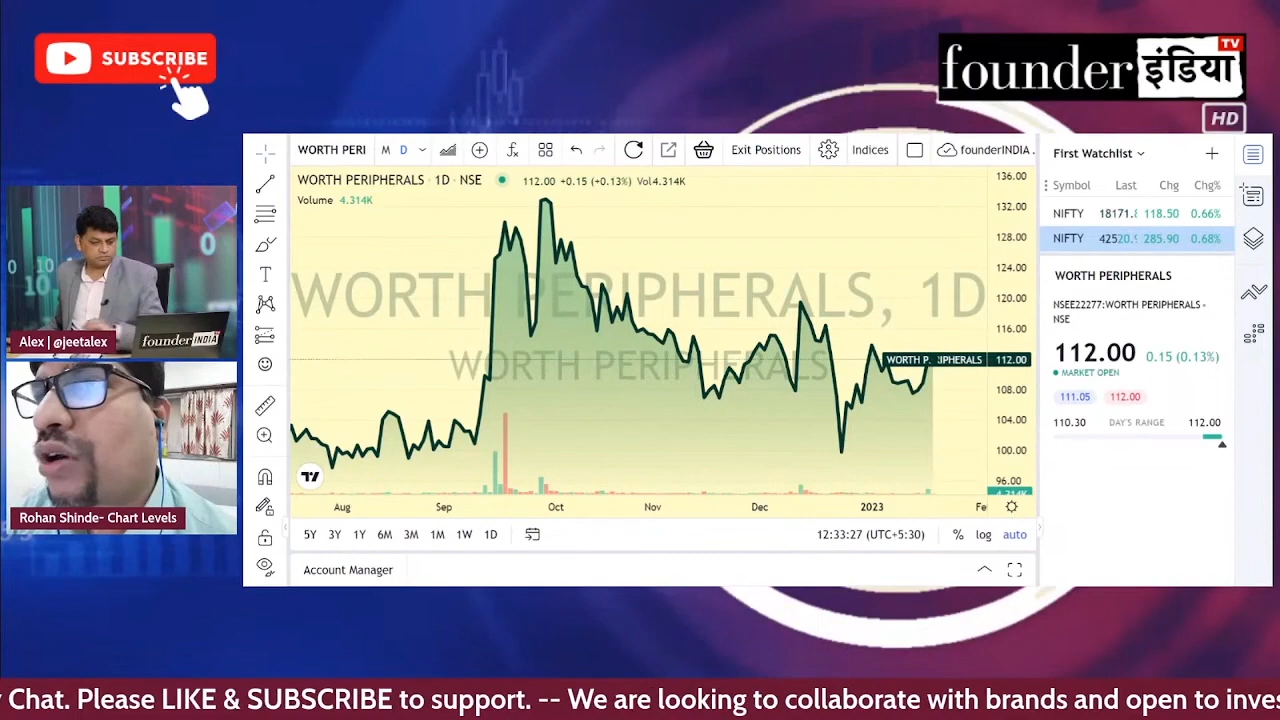 SUBSCRIBE
founder इंडिया TV
HD
WORTH PERI M D Exit Positions Indices founderINDIA .
WORTH PERIPHERALS · 1D · NSE 112.00 +0.15 (+0.13%) Vol4.314K
Volume 4.314K
136.00
132.00
128.00
124.00
120.00
116.00
WORTH PERIPHERALS 112.00
108.00
104.00
100.00
96.00
4.314K
WORTH PERIPHERALS, 1D
WORTH PERIPHERALS
Aug Sep Oct Nov Dec 2023 Fe
5Y 3Y 1Y 6M 3M 1M 1W 1D 12:33:27 (UTC+5:30) % log auto
Account Manager
First Watchlist
Symbol Last Chg Chg%
NIFTY 18171. 118.50 0.66%
NIFTY 42520. 285.90 0.68%
WORTH PERIPHERALS
NSEE22277:WORTH PERIPHERALS •
NSE
112.00 0.15 (0.13%)
MARKET OPEN
111.05 112.00
110.30 DAY'S RANGE 112.00
founder INDIA
Alex | @jeetalex
Rohan Shinde- Chart Levels
Chat. Please LIKE & SUBSCRIBE to support. -- We are looking to collaborate with brands and open to inves